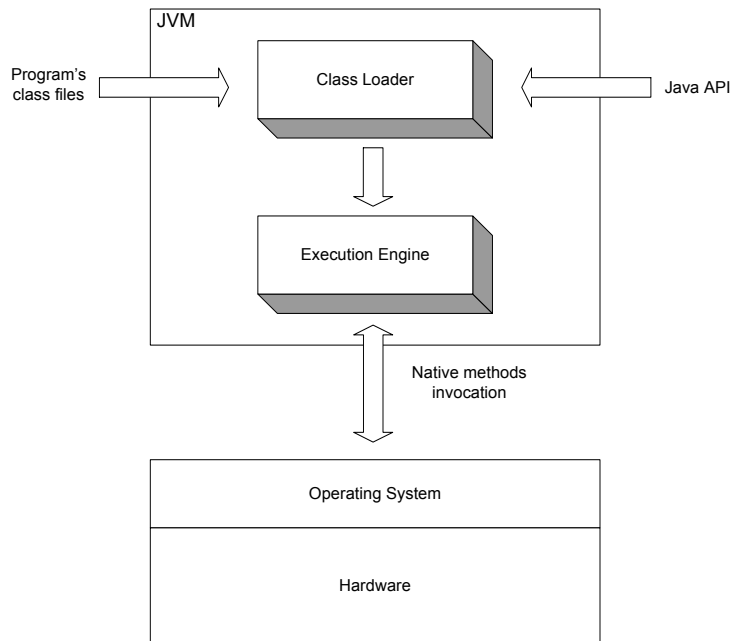 JVM
Program's
class files
Class Loader
Java API
Execution Engine
Native methods
invocation
Operating System
Hardware